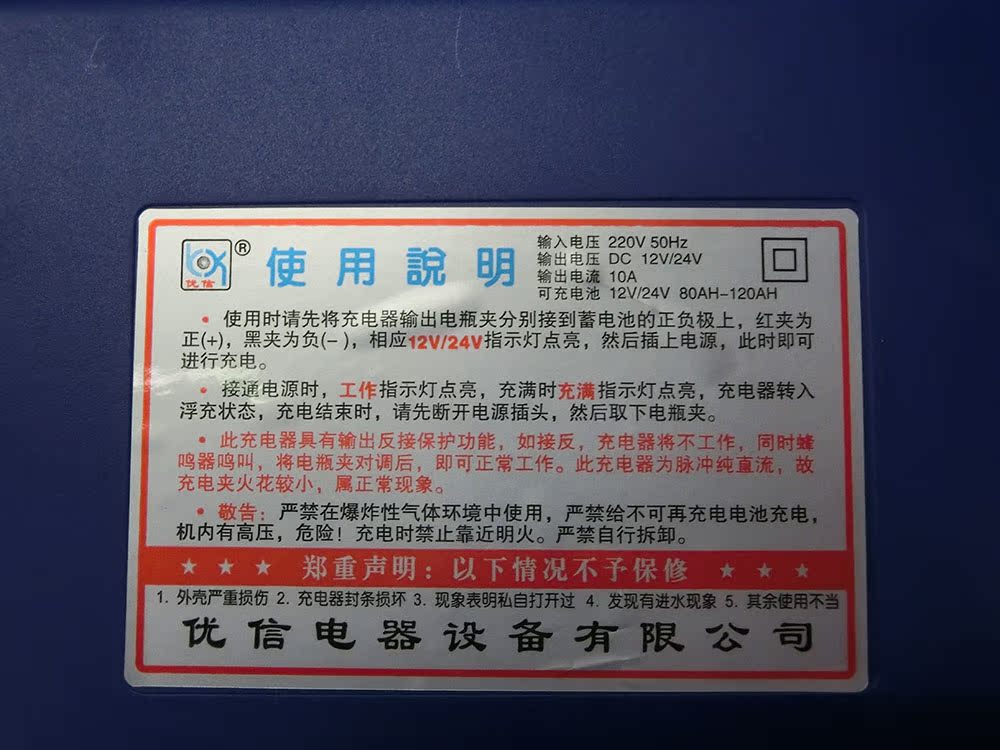 优信
®
使用說明
输入电压 220V 50Hz
输出电压 DC 12V/24V
输出电流 10A
可充电池 12V/24V 80AH-120AH
• 使用时请先将充电器输出电瓶夹分别接到蓄电池的正负极上，红夹为
正(+)，黑夹为负(-)，相应12V/24V指示灯点亮，然后插上电源，此时即可
进行充电。
• 接通电源时，工作指示灯点亮，充满时充满指示灯点亮，充电器转入
浮充状态，充电结束时，请先断开电源插头，然后取下电瓶夹。
• 此充电器具有输出反接保护功能，如接反，充电器将不工作，同时蜂
鸣器鸣叫，将电瓶夹对调后，即可正常工作。此充电器为脉冲纯直流，故
充电夹火花较小，属正常现象。
• 敬告：严禁在爆炸性气体环境中使用，严禁给不可再充电电池充电，
机内有高压，危险！充电时禁止靠近明火。严禁自行拆卸。
★ ★ ★ 郑重声明：以下情况不予保修 ★ ★ ★
1. 外壳严重损伤 2. 充电器封条损坏 3. 现象表明私自打开过 4. 发现有进水现象 5. 其余使用不当
优信电器设备有限公司